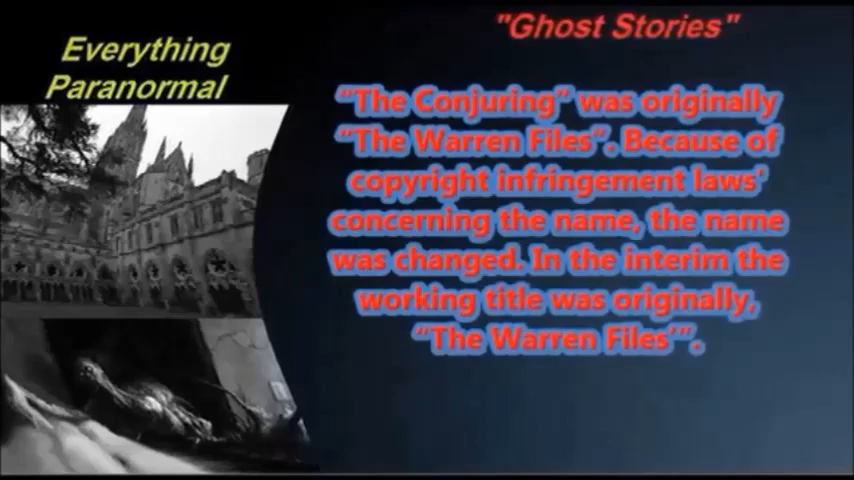 Everything
Paranormal
"Ghost Stories"
“The Conjuring” was originally
“The Warren Files”. Because of
copyright infringement laws'
concerning the name, the name
was changed. In the interim the
working title was originally,
“The Warren Files’”.